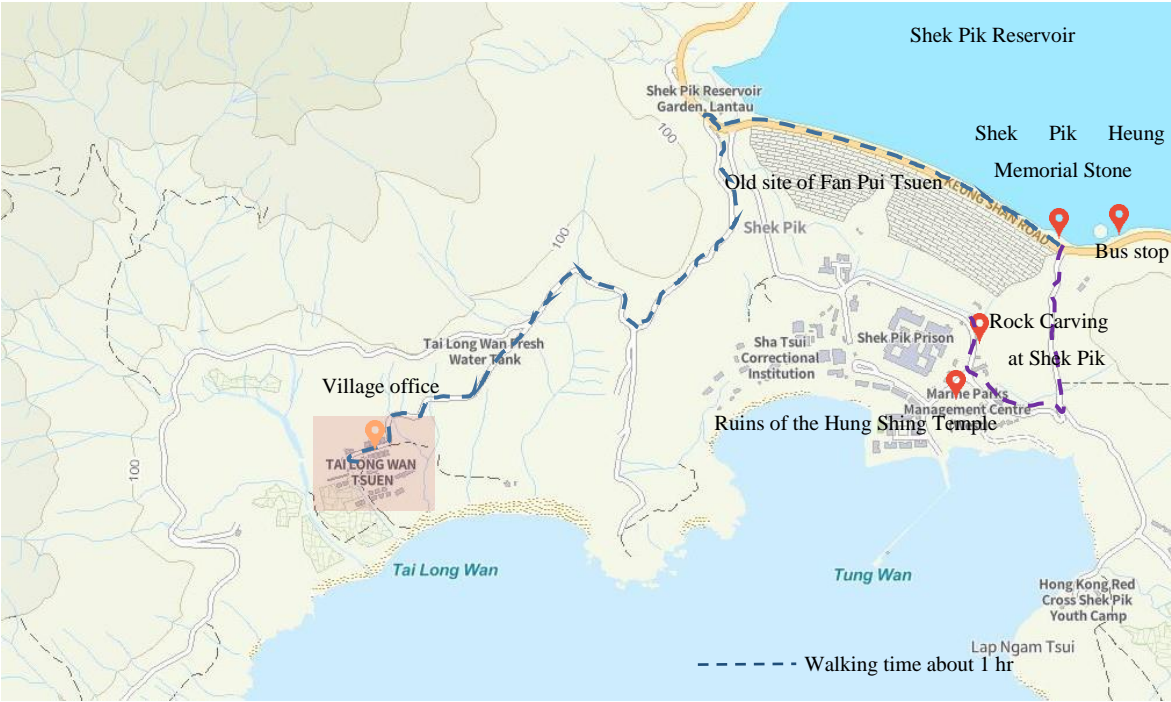 Shek Pik Reservoir
Shek Pik Reservoir
Garden, Lantau
100
Shek Pik Heung
Memorial Stone
Old site of Fan Pui Tsuen
KEUNG SHAN ROAD
Shek Pik
Bus stop
100
Rock Carving
at Shek Pik
Tai Long Wan Fresh
Water Tank
Sha Tsui
Correctional
Institution
Shek Pik Prison
Village office
Marine Parks
Management Centre
Ruins of the Hung Shing Temple
TAI LONG WAN
TSUEN
100
Tai Long Wan
Tung Wan
Hong Kong Red
Cross Shek Pik
Youth Camp
Lap Ngam Tsui
Walking time about 1 hr